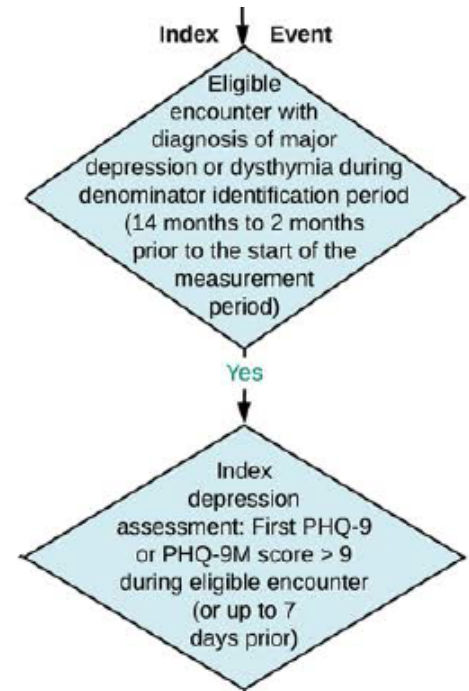 Index Event
Eligible
encounter with
diagnosis of major
depression or dysthymia during
denominator identification period
(14 months to 2 months
prior to the start of the
measurement
period)
Yes
Index
depression
assessment: First PHQ-9
or PHQ-9M score > 9
during eligible encounter
(or up to 7
days prior)